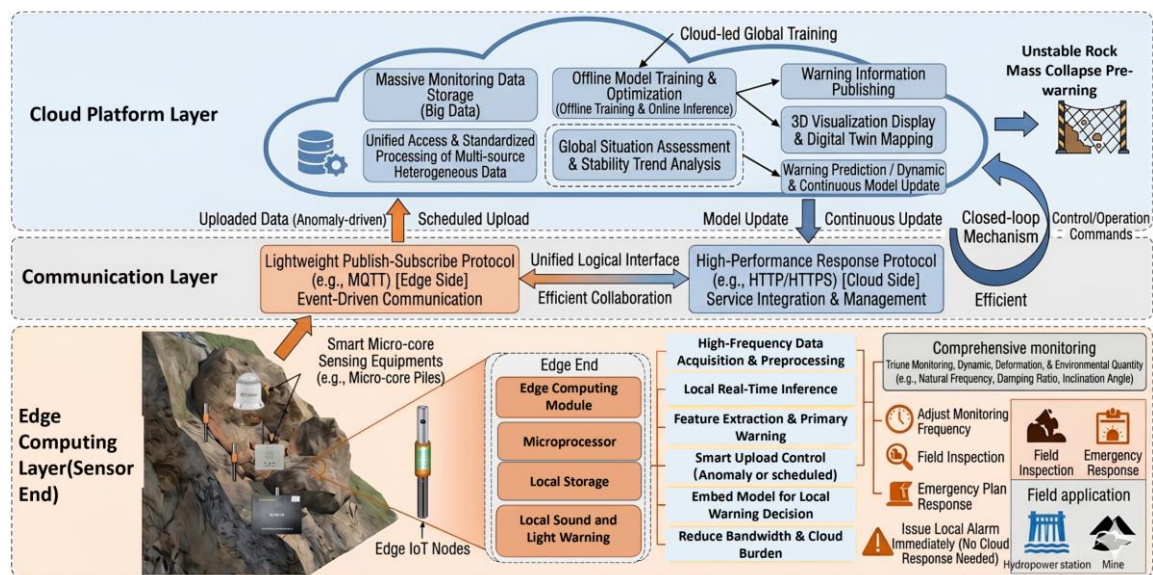 Cloud-led Global Training
Cloud Platform Layer
Massive Monitoring Data
Storage
(Big Data)
Offline Model Training &
Optimization
(Offline Training & Online Inference)
Warning Information
Publishing
3D Visualization Display
& Digital Twin Mapping
Unified Access & Standardized
Processing of Multi-source
Heterogeneous Data
Global Situation Assessment
& Stability Trend Analysis
Warning Prediction / Dynamic
& Continuous Model Update
Unstable Rock
Mass Collapse Pre-
warning
Uploaded Data (Anomaly-driven)
Scheduled Upload
Model Update
Continuous Update
Closed-loop
Mechanism
Control/Operation
Commands
Efficient
Communication Layer
Lightweight Publish-Subscribe Protocol
(e.g., MQTT) [Edge Side]
Event-Driven Communication
Unified Logical Interface
Efficient Collaboration
High-Performance Response Protocol
(e.g., HTTP/HTTPS) [Cloud Side]
Service Integration & Management
Edge
Computing
Layer(Sensor
End)
Smart Micro-core
Sensing Equipments
(e.g., Micro-core Piles)
Edge IoT Nodes
Edge End
Edge Computing
Module
Microprocessor
Local Storage
Local Sound and
Light Warning
High-Frequency Data
Acquisition & Preprocessing
Local Real-Time Inference
Feature Extraction & Primary
Warning
Smart Upload Control
(Anomaly or scheduled)
Embed Model for Local
Warning Decision
Reduce Bandwidth & Cloud
Burden
Comprehensive monitoring
Triune Monitoring, Dynamic, Deformation, & Environmental Quantity
(e.g., Natural Frequency, Damping Ratio, Inclination Angle)
Adjust Monitoring
Frequency
Field Inspection
Emergency Plan
Response
Issue Local Alarm
Immediately (No Cloud
Response Needed)
Field
Inspection
Emergency
Response
Field application
Hydropower station
Mine